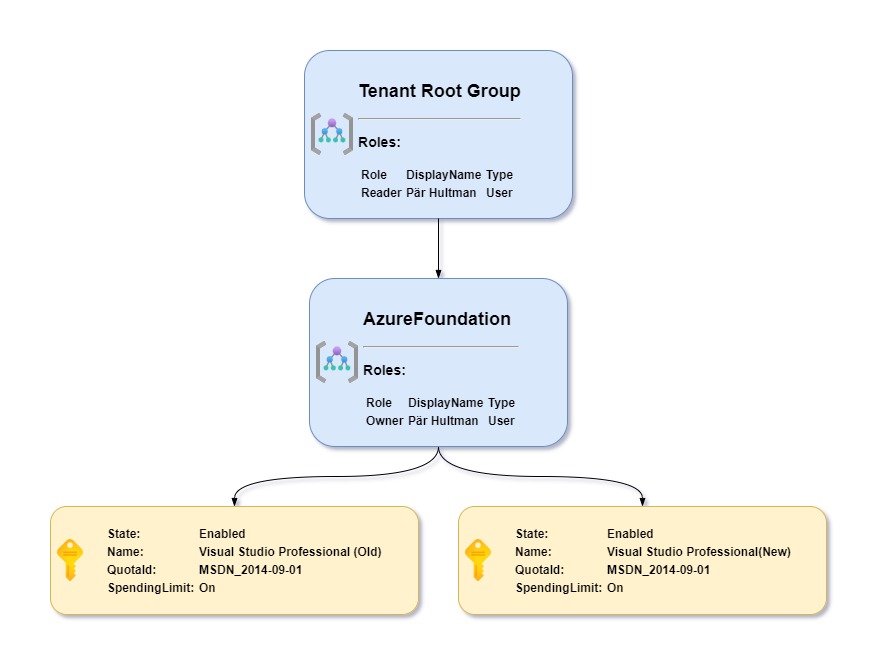 Tenant Root Group
Roles:
Role DisplayName Type
Reader Pär Hultman User
AzureFoundation
Roles:
Role DisplayName Type
Owner Pär Hultman User
State: Enabled
Name: Visual Studio Professional (Old)
QuotaId: MSDN_2014-09-01
SpendingLimit: On
State: Enabled
Name: Visual Studio Professional(New)
QuotaId: MSDN_2014-09-01
SpendingLimit: On